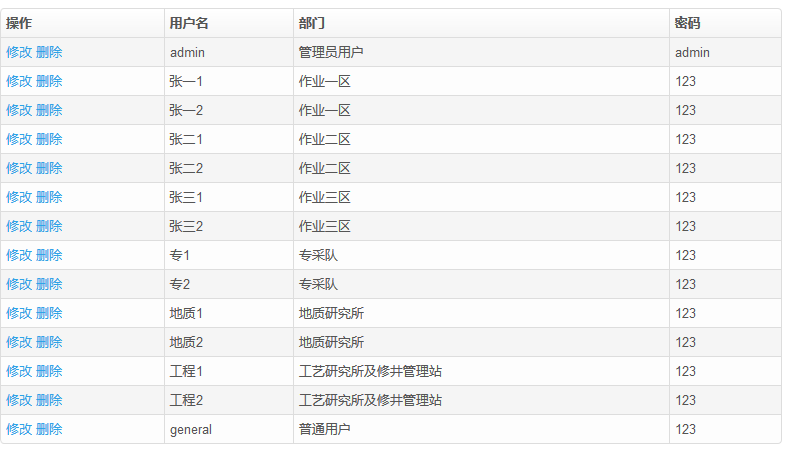 操作 用户名 部门 密码
修改 删除 admin 管理员用户 admin
修改 删除 张一1 作业一区 123
修改 删除 张一2 作业一区 123
修改 删除 张二1 作业二区 123
修改 删除 张二2 作业二区 123
修改 删除 张三1 作业三区 123
修改 删除 张三2 作业三区 123
修改 删除 专1 专采队 123
修改 删除 专2 专采队 123
修改 删除 地质1 地质研究所 123
修改 删除 地质2 地质研究所 123
修改 删除 工程1 工艺研究所及修井管理站 123
修改 删除 工程2 工艺研究所及修井管理站 123
修改 删除 general 普通用户 123